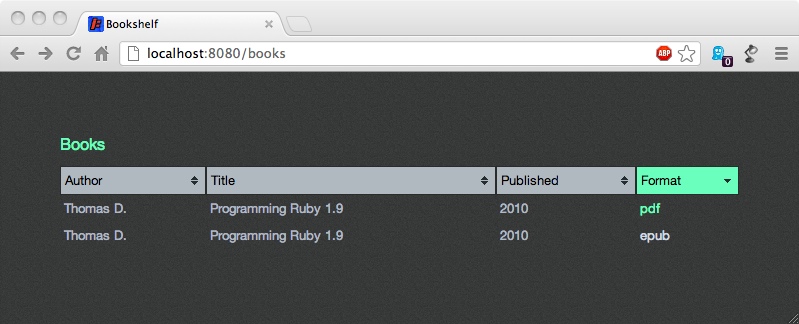 Bookshelf
localhost:8080/books
ABP
0
Books
Author Title Published Format
Thomas D. Programming Ruby 1.9 2010 pdf
Thomas D. Programming Ruby 1.9 2010 epub